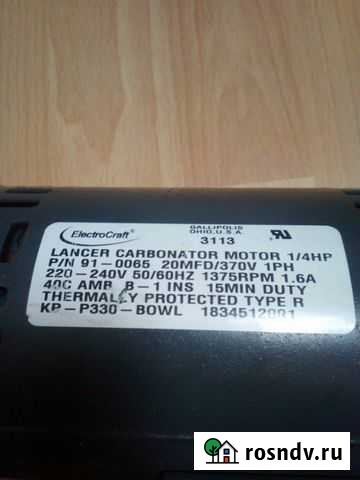 ElectroCraft
GALLIPOLIS
OHIO, U.S.A
3113
LANCER CARBONATOR MOTOR 1/4HP
P/N 91-0065 20MFD/370V 1PH
220-240V 50/60HZ 1375RPM 1.6A
40C AMB B-1 INS 15MIN DUTY
THERMALLY PROTECTED TYPE R
KP-P330-BOWL
rosndv.ru